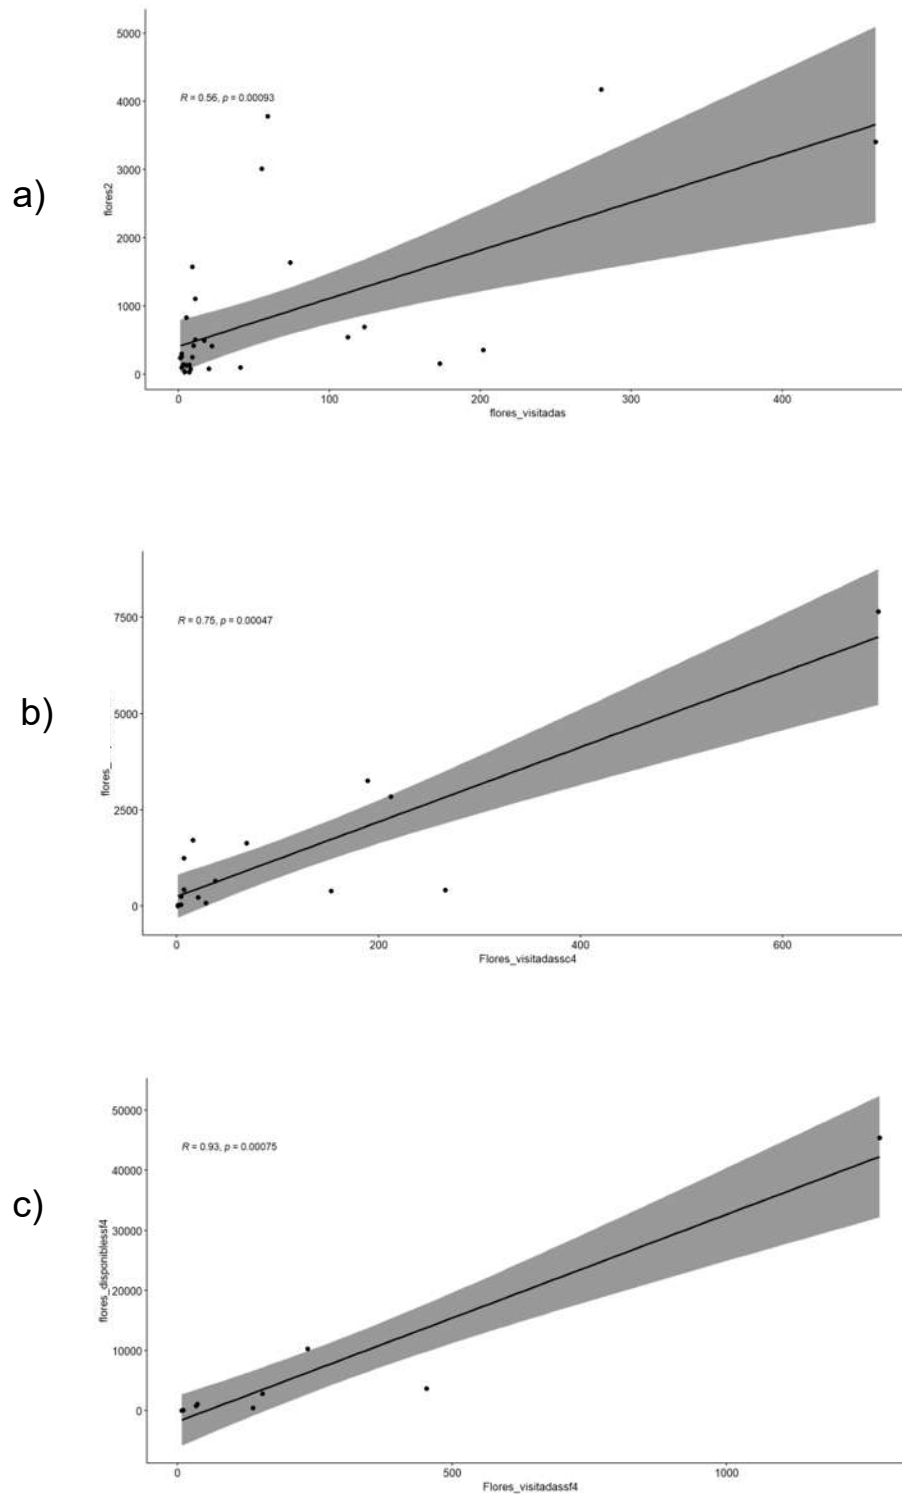 a)
flores2
5000
4000
3000
2000
1000
0
R = 0.56, p = 0.00093
0 100 200 300 400
flores_visitadas
b)
flores_
7500
5000
2500
0
R = 0.75, p = 0.00047
0 200 400 600
Flores_visitadassc4
c)
flores_disponiblessf4
50000
40000
30000
20000
10000
0
R = 0.93, p = 0.00075
0 500 1000
Flores_visitadassf4